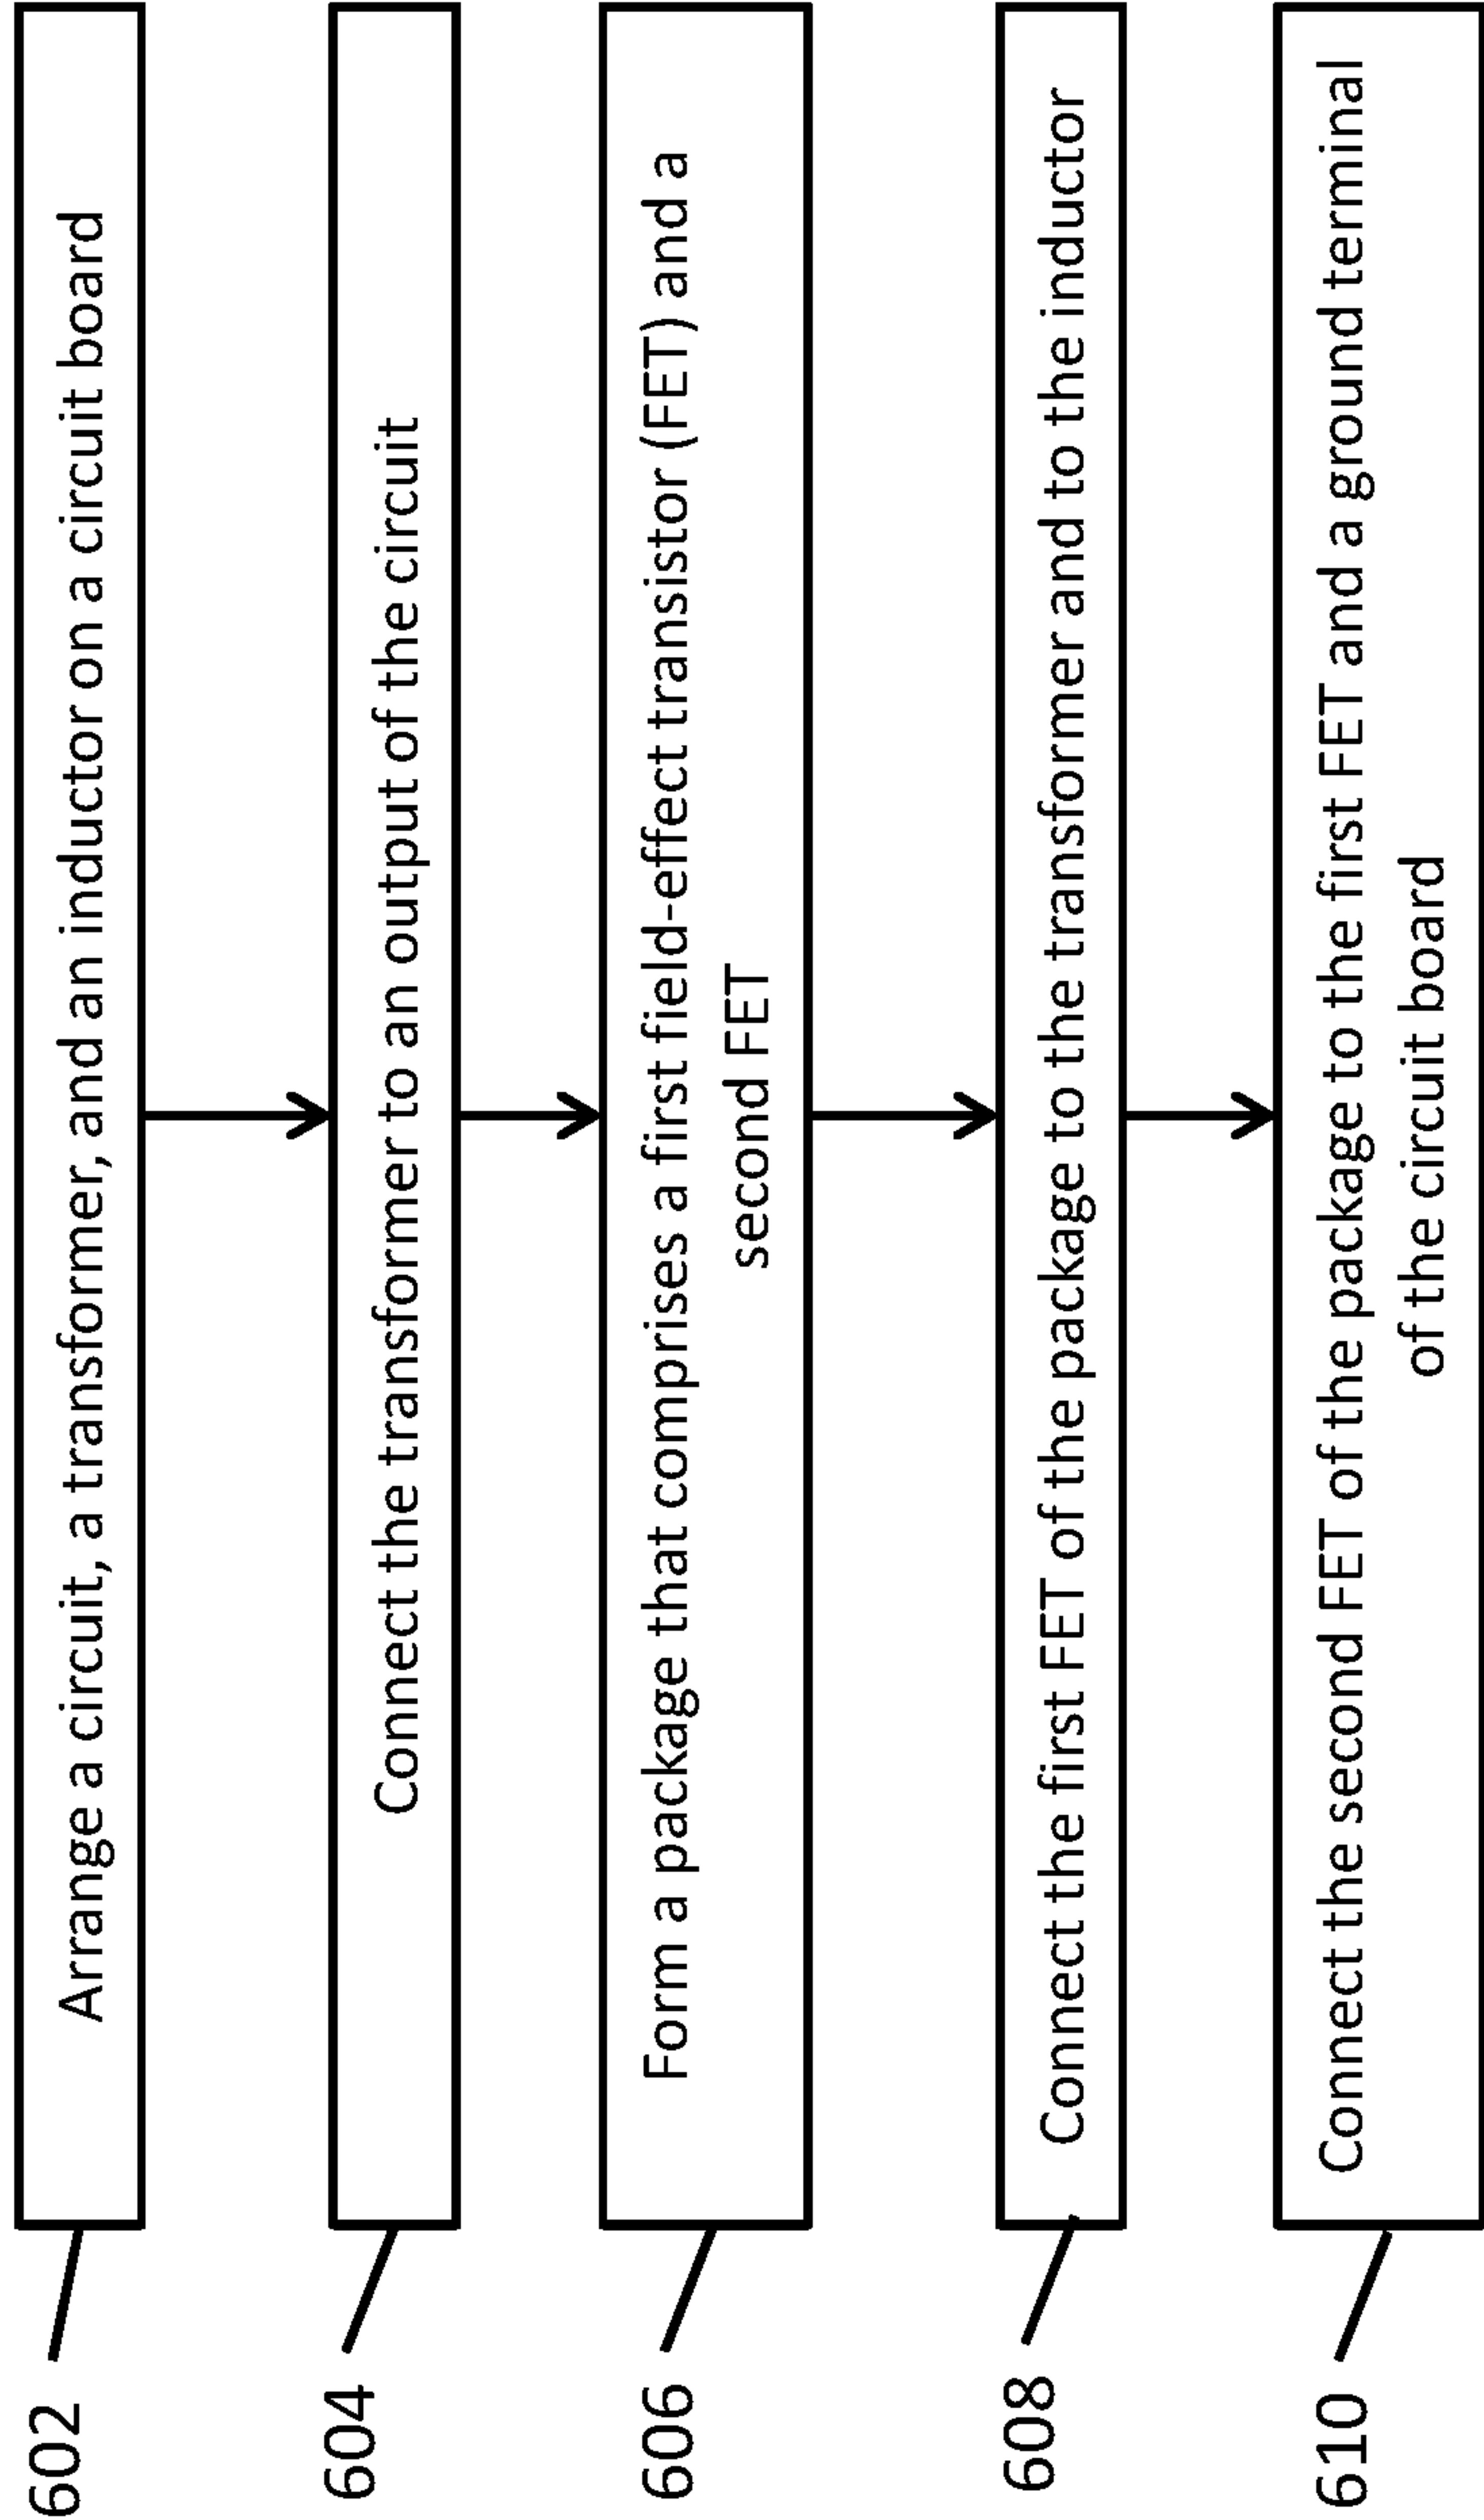 602
Arrange a circuit, a transformer, and an inductor on a circuit board
604
Connect the transformer to an output of the circuit
606
Form a package that comprises a first field-effect transistor (FET) and a
second FET
608
Connect the first FET of the package to the transformer and to the inductor
610
Connect the second FET of the package to the first FET and a ground terminal
of the circuit board